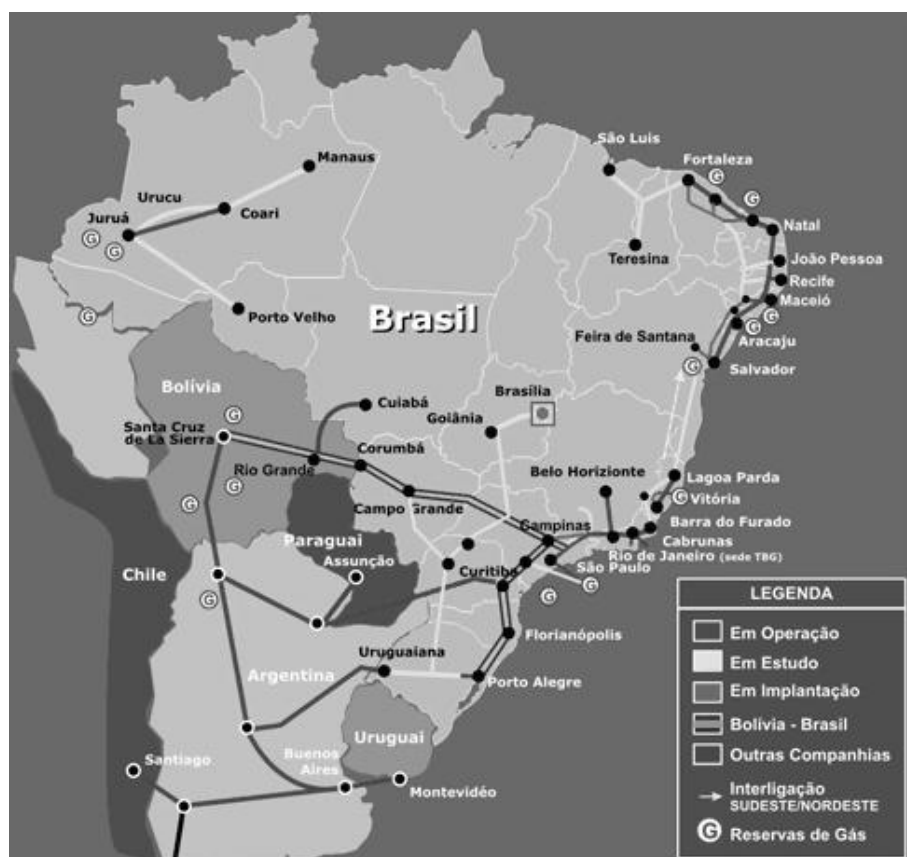 São Luis
Fortaleza
G
Manaus
G
Urucu
Coari
Natal
Juruá
G
G
Teresina
João Pessoa
Recife
Maceió
G
Porto Velho
Brasil
G
G
Aracaju
Feira de Santana
G
Salvador
Bolívia
Brasília
Cuiabá
Goiânia
G
Santa Cruz
de La Sierra
Corumbá
Rio Grande
Belo Horizionte
Lagoa Parda
G
G
G
Vitória
Campo Grande
Barra do Furado
Campinas
Cabrunas
Paraguai
Rio de Janeiro (sede TBG)
Assunção
São Paulo
Chile
Curitiba
G
G
G
LEGENDA
Em Operação
Florianópolis
Uruguaiana
Em Estudo
Argentina
Porto Alegre
Em Implantação
Bolívia - Brasil
Uruguai
Buenos
Aires
Outras Companhias
Santiago
Montevidéo
Interligação
SUDESTE/NORDESTE
G Reservas de Gás